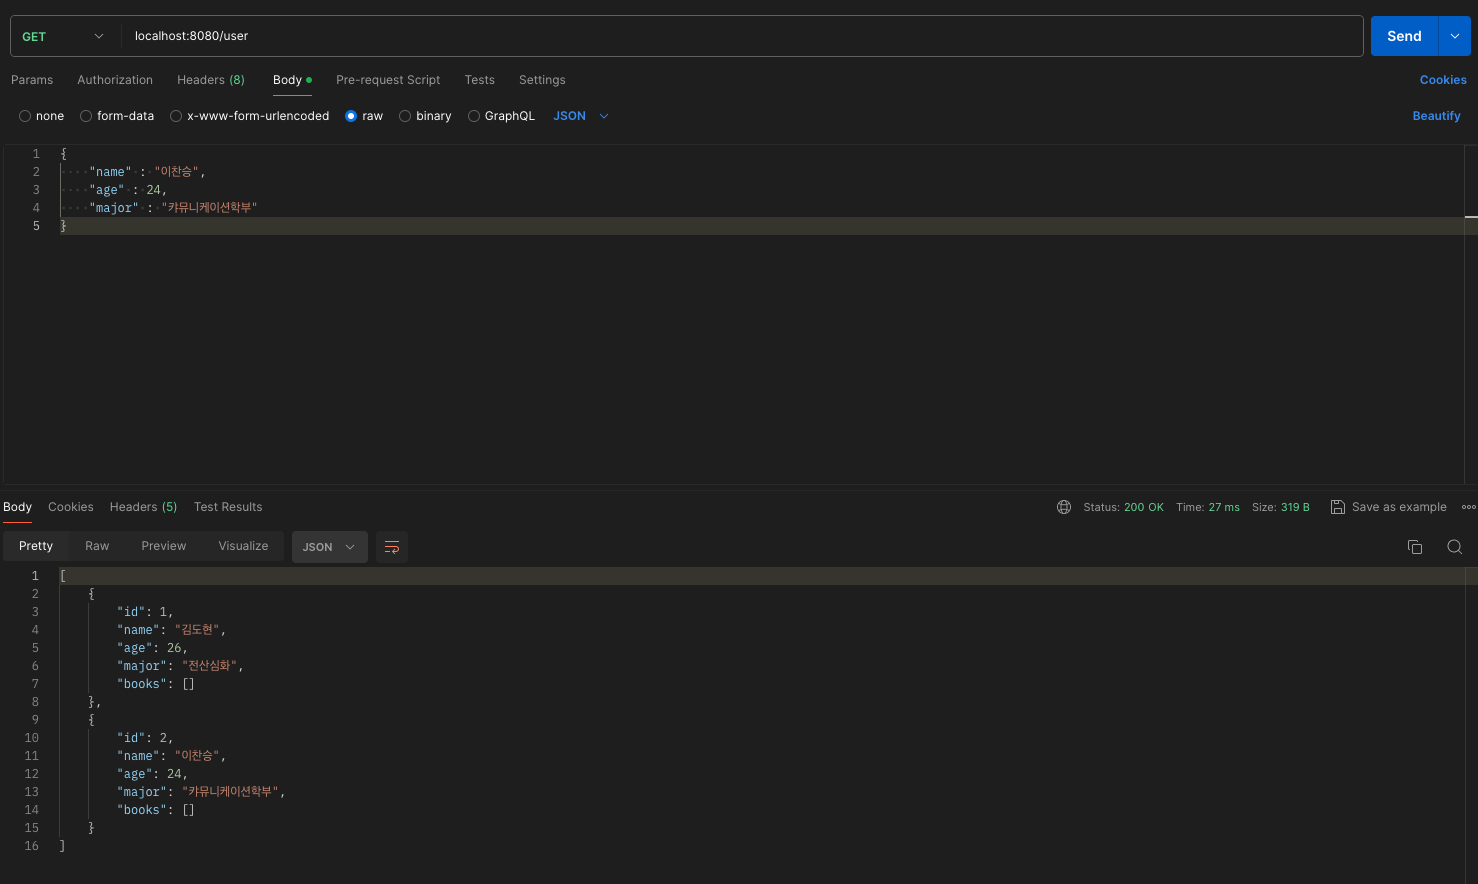 GET localhost:8080/user Send
Params Authorization Headers (8) Body Pre-request Script Tests Settings Cookies
none form-data x-www-form-urlencoded raw binary GraphQL JSON Beautify
1 {
2 "name" : "이찬승",
3 "age" : 24,
4 "major" : "캬뮤니케이션학부"
5 }
Body Cookies Headers (5) Test Results Status: 200 OK Time: 27 ms Size: 319 B Save as example
Pretty Raw Preview Visualize JSON
1 [
2 {
3 "id": 1,
4 "name": "김도현",
5 "age": 26,
6 "major": "전산심화",
7 "books": []
8 },
9 {
10 "id": 2,
11 "name": "이찬승",
12 "age": 24,
13 "major": "캬뮤니케이션학부",
14 "books": []
15 }
16 ]